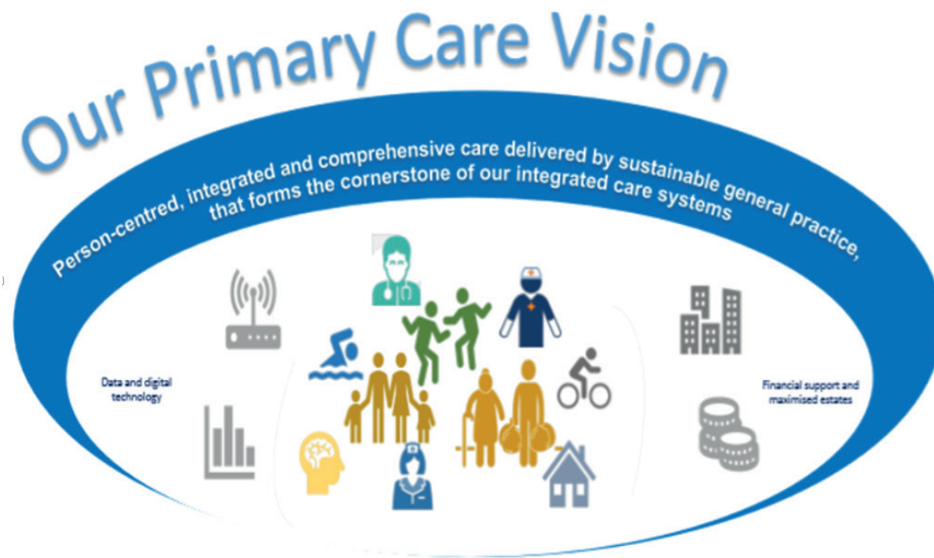 Our Primary Care Vision
Person-centred, integrated and comprehensive care delivered by sustainable general practice,
that forms the cornerstone of our integrated care systems
Data and digital
technology
Financial support and
maximised estates